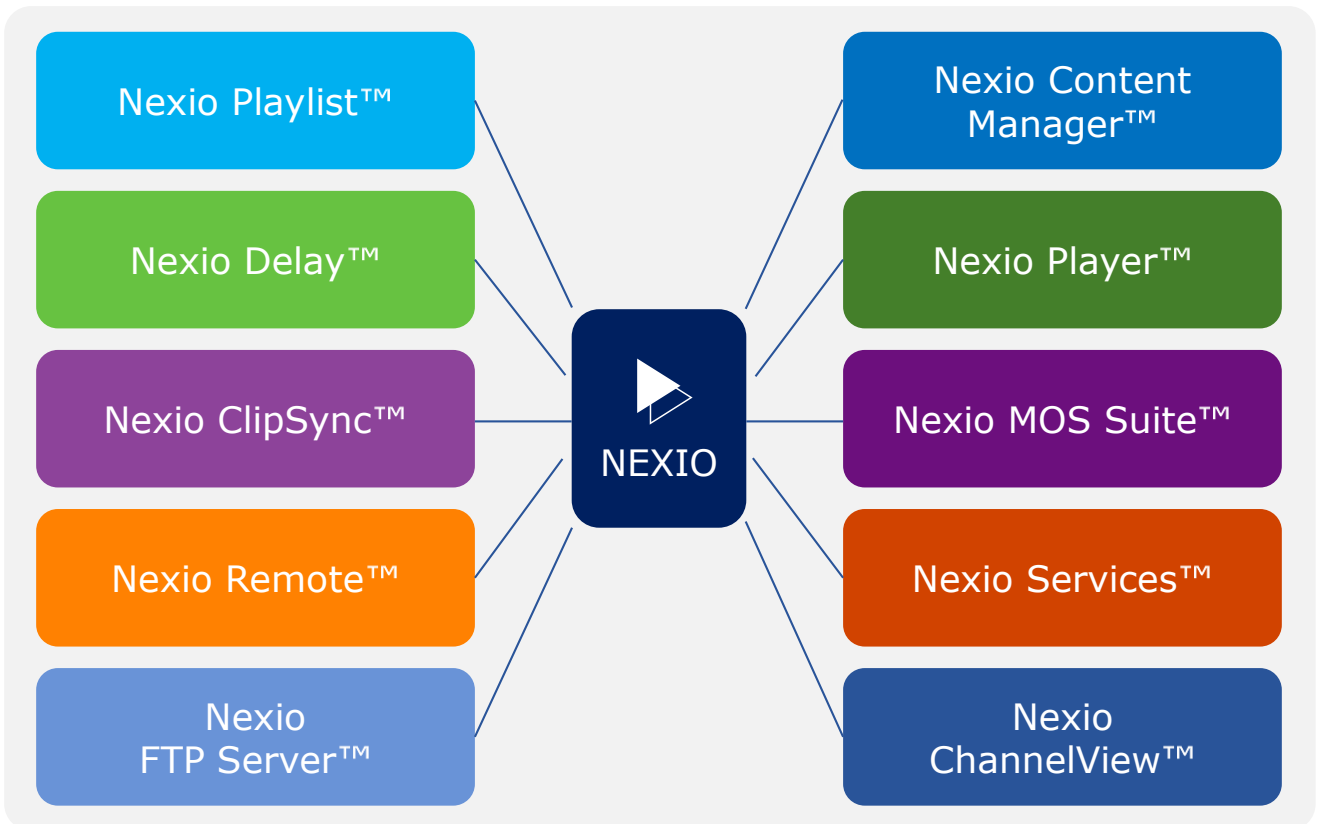 Nexio Playlist™
Nexio Delay™
Nexio ClipSync™
Nexio Remote™
Nexio
FTP Server™
NEXIO
Nexio Content
Manager™
Nexio Player™
Nexio MOS Suite™
Nexio Services™
Nexio
ChannelView™